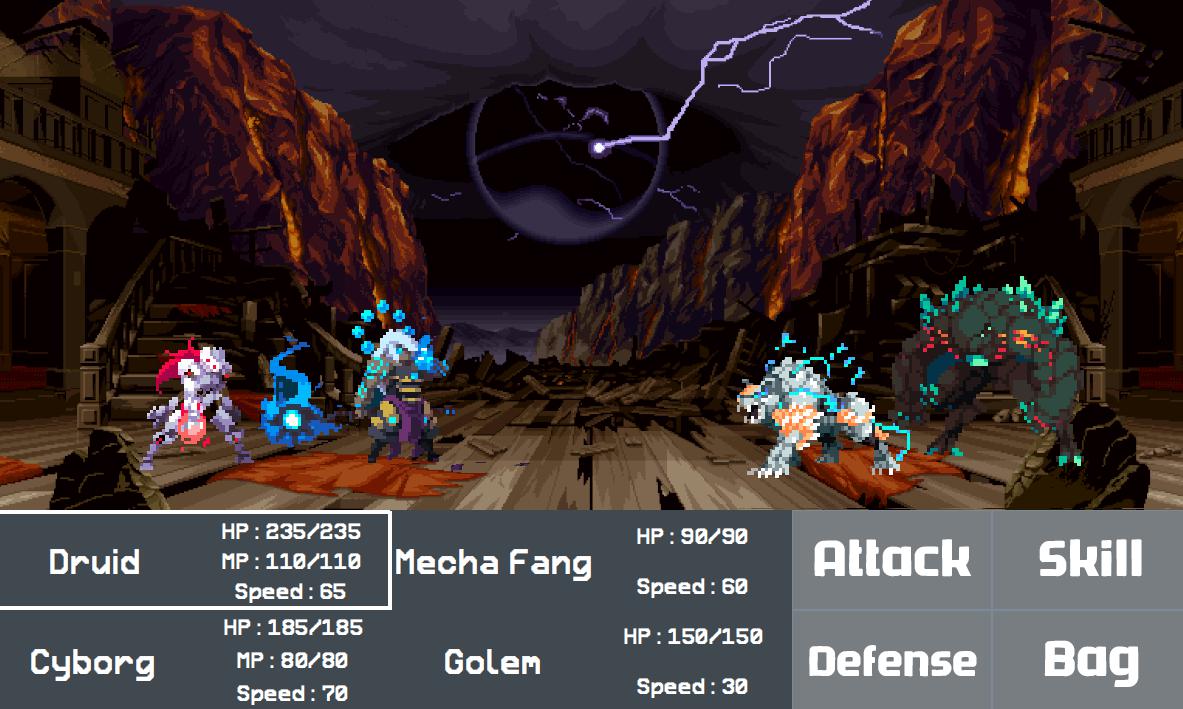 Druid
HP : 235/235
MP : 110/110
Speed : 65
Mecha Fang
HP : 90/90
Speed : 60
Cyborg
HP : 185/185
MP : 80/80
Speed : 70
Golem
HP : 150/150
Speed : 30
Attack
Skill
Defense
Bag